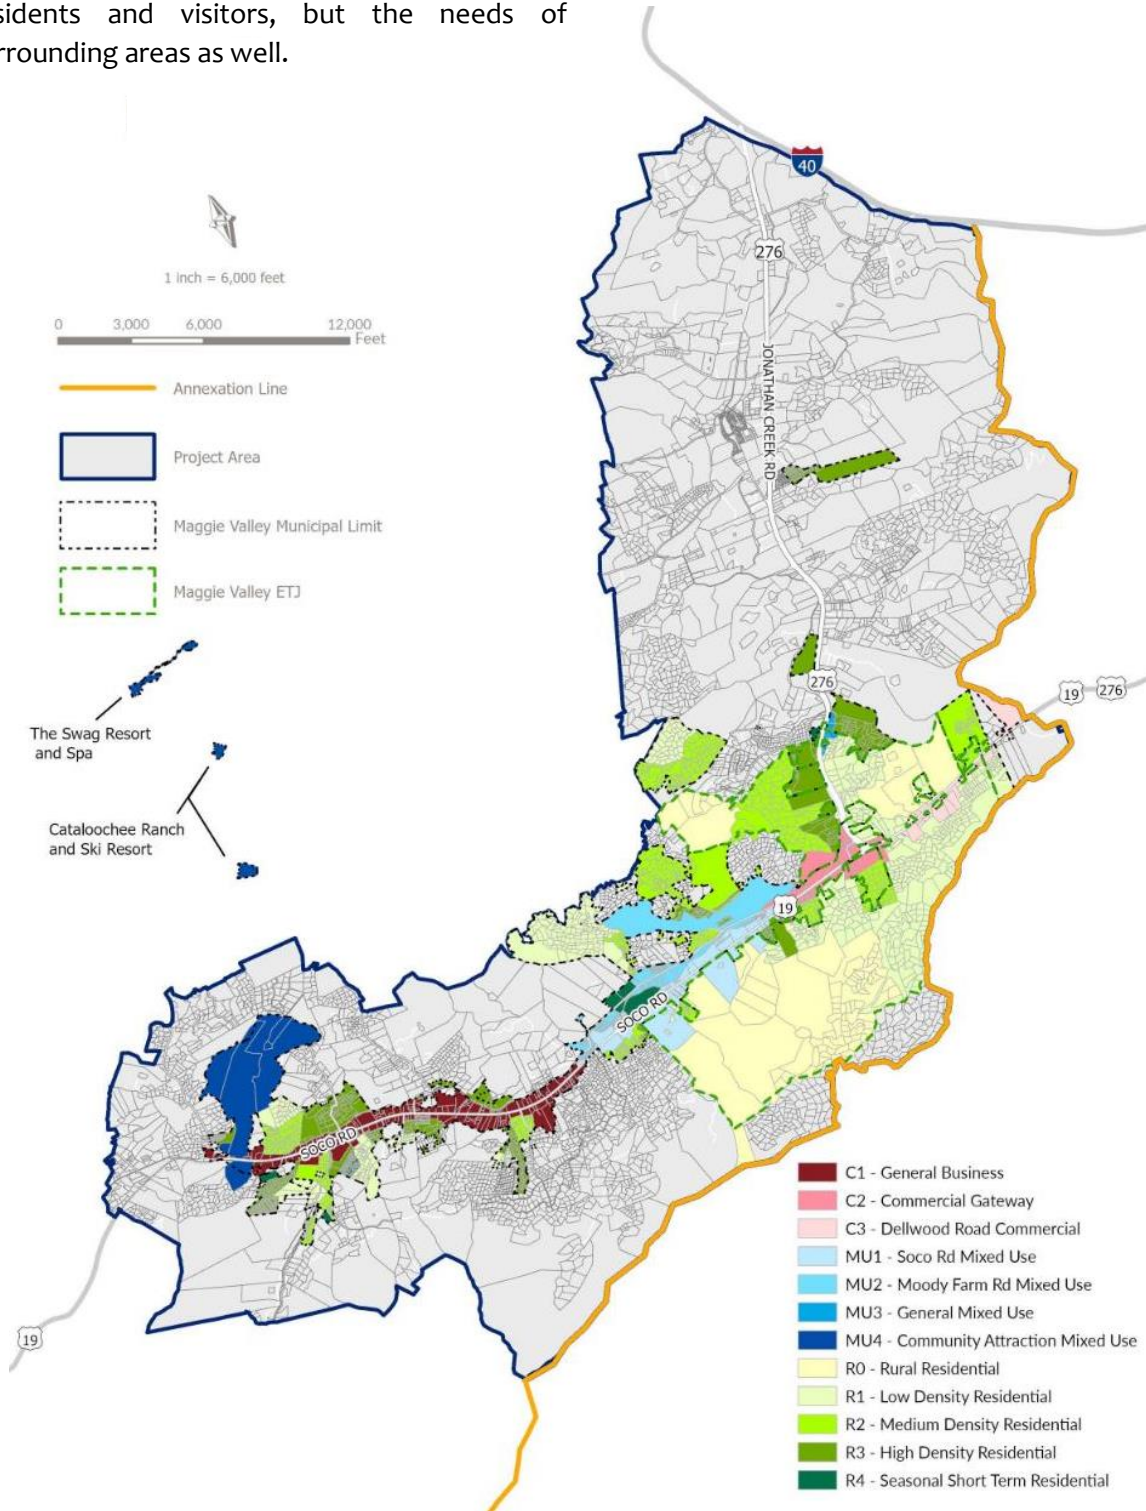 sidents and visitors, but the needs of
rrounding areas as well.
40
276
1 inch = 6,000 feet
0 3,000 6,000 12,000
Feet
JONATHAN CREEK RD
Annexation Line
Project Area
Maggie Valley Municipal Limit
Maggie Valley ETJ
276
19 276
The Swag Resort
and Spa
Cataloochee Ranch
and Ski Resort
19
SOCO RD
SOCO RD
19
C1 - General Business
C2 - Commercial Gateway
C3 - Dellwood Road Commercial
MU1 - Soco Rd Mixed Use
MU2 - Moody Farm Rd Mixed Use
MU3 - General Mixed Use
MU4 - Community Attraction Mixed Use
R0 - Rural Residential
R1 - Low Density Residential
R2 - Medium Density Residential
R3 - High Density Residential
R4 - Seasonal Short Term Residential